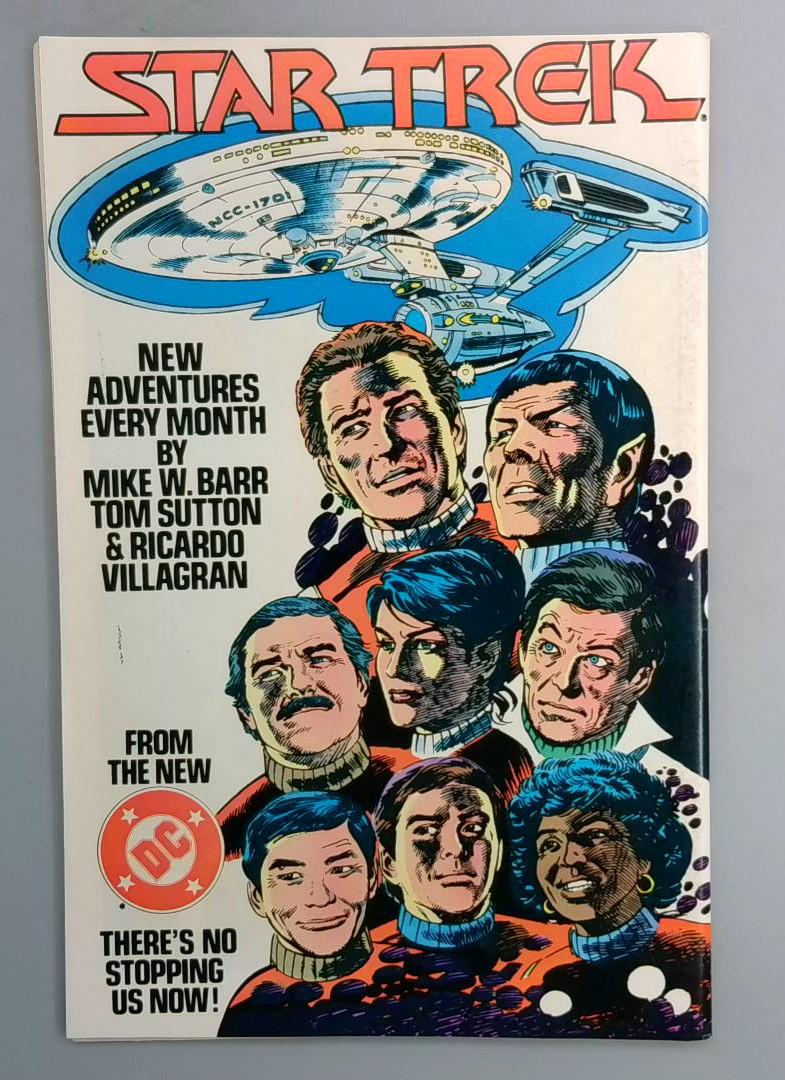 STAR TREK
NCC-1701
NEW
ADVENTURES
EVERY MONTH
BY
MIKE W. BARR
TOM SUTTON
& RICARDO
VILLAGRAN
FROM
THE NEW
DC
THERE'S NO
STOPPING
US NOW!